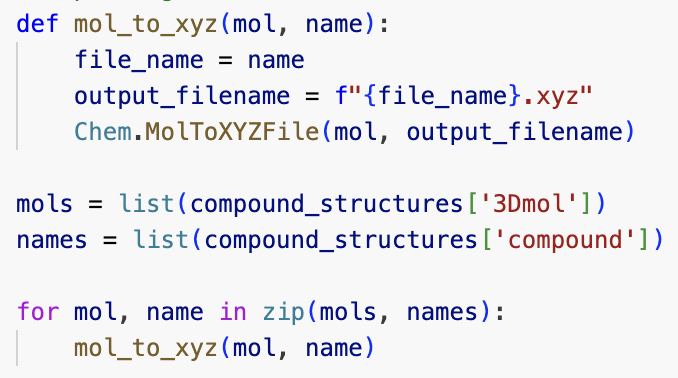 def mol_to_xyz(mol, name):
    file_name = name
    output_filename = f"{file_name}.xyz"
    Chem.MolToXYZFile(mol, output_filename)

mols = list(compound_structures['3Dmol'])
names = list(compound_structures['compound'])

for mol, name in zip(mols, names):
    mol_to_xyz(mol, name)